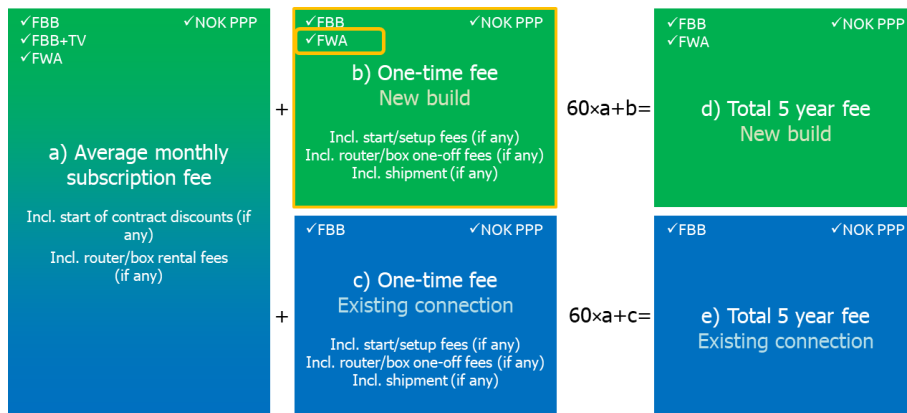 ✓FBB ✓NOK PPP
✓FBB+TV
✓FWA
a) Average monthly
subscription fee
Incl. start of contract discounts (if
any)
Incl. router/box rental fees
(if any)
+
✓FBB ✓NOK PPP
✓FWA
b) One-time fee
New build
Incl. start/setup fees (if any)
Incl. router/box one-off fees (if any)
Incl. shipment (if any)
60×a+b=
✓FBB ✓NOK PPP
✓FWA
d) Total 5 year fee
New build
+
✓FBB ✓NOK PPP
c) One-time fee
Existing connection
Incl. start/setup fees (if any)
Incl. router/box one-off fees (if any)
Incl. shipment (if any)
60×a+c=
✓FBB ✓NOK PPP
e) Total 5 year fee
Existing connection